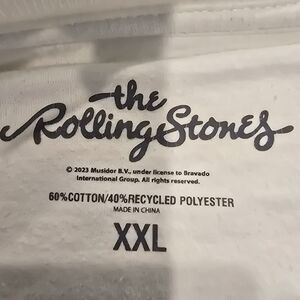 the
Rolling Stones
© 2023 Musidor B.V., under license to Bravado
International Group. All rights reserved.
60%COTTON/40%RECYCLED POLYESTER
MADE IN CHINA
XXL